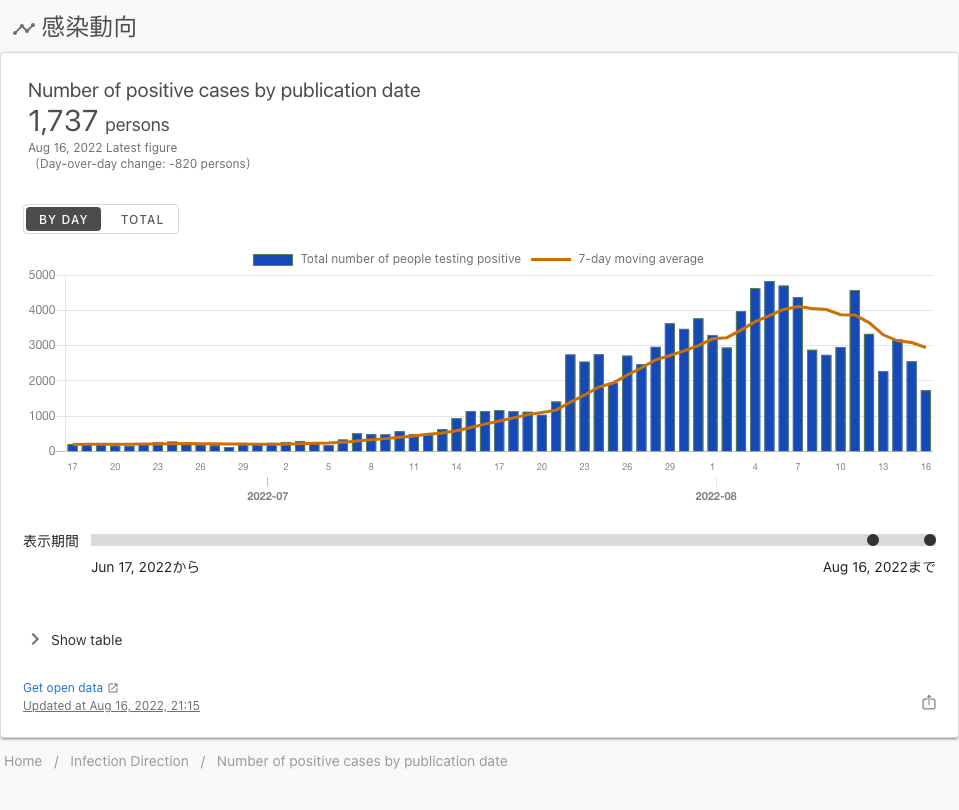 感染動向
Number of positive cases by publication date
1,737 persons
Aug 16, 2022 Latest figure
(Day-over-day change: -820 persons)
BY DAY TOTAL
Total number of people testing positive 7-day moving average
5000
4000
3000
2000
1000
0
17 20 23 26 29 2 5 8 11 14 17 20 23 26 29 1 4 7 10 13 16
2022-07 2022-08
表示期間
Jun 17, 2022から Aug 16, 2022まで
Show table
Get open data
Updated at Aug 16, 2022, 21:15
Home / Infection Direction / Number of positive cases by publication date